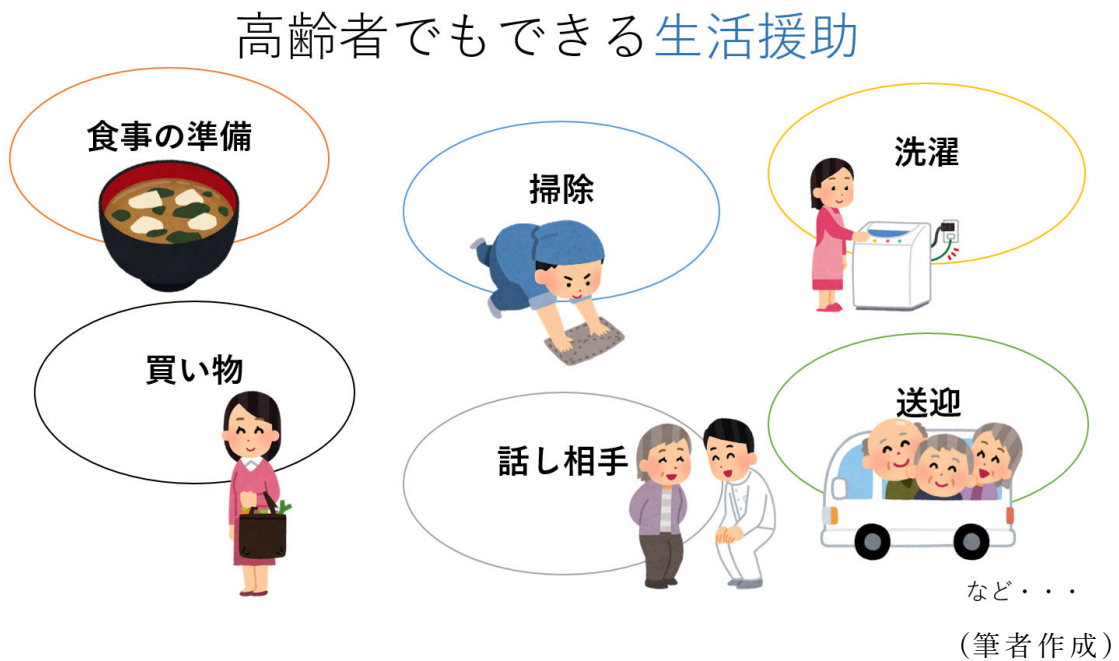 高齢者でもできる生活援助
食事の準備
掃除
洗濯
買い物
話し相手
送迎
など・・・
(筆者作成)